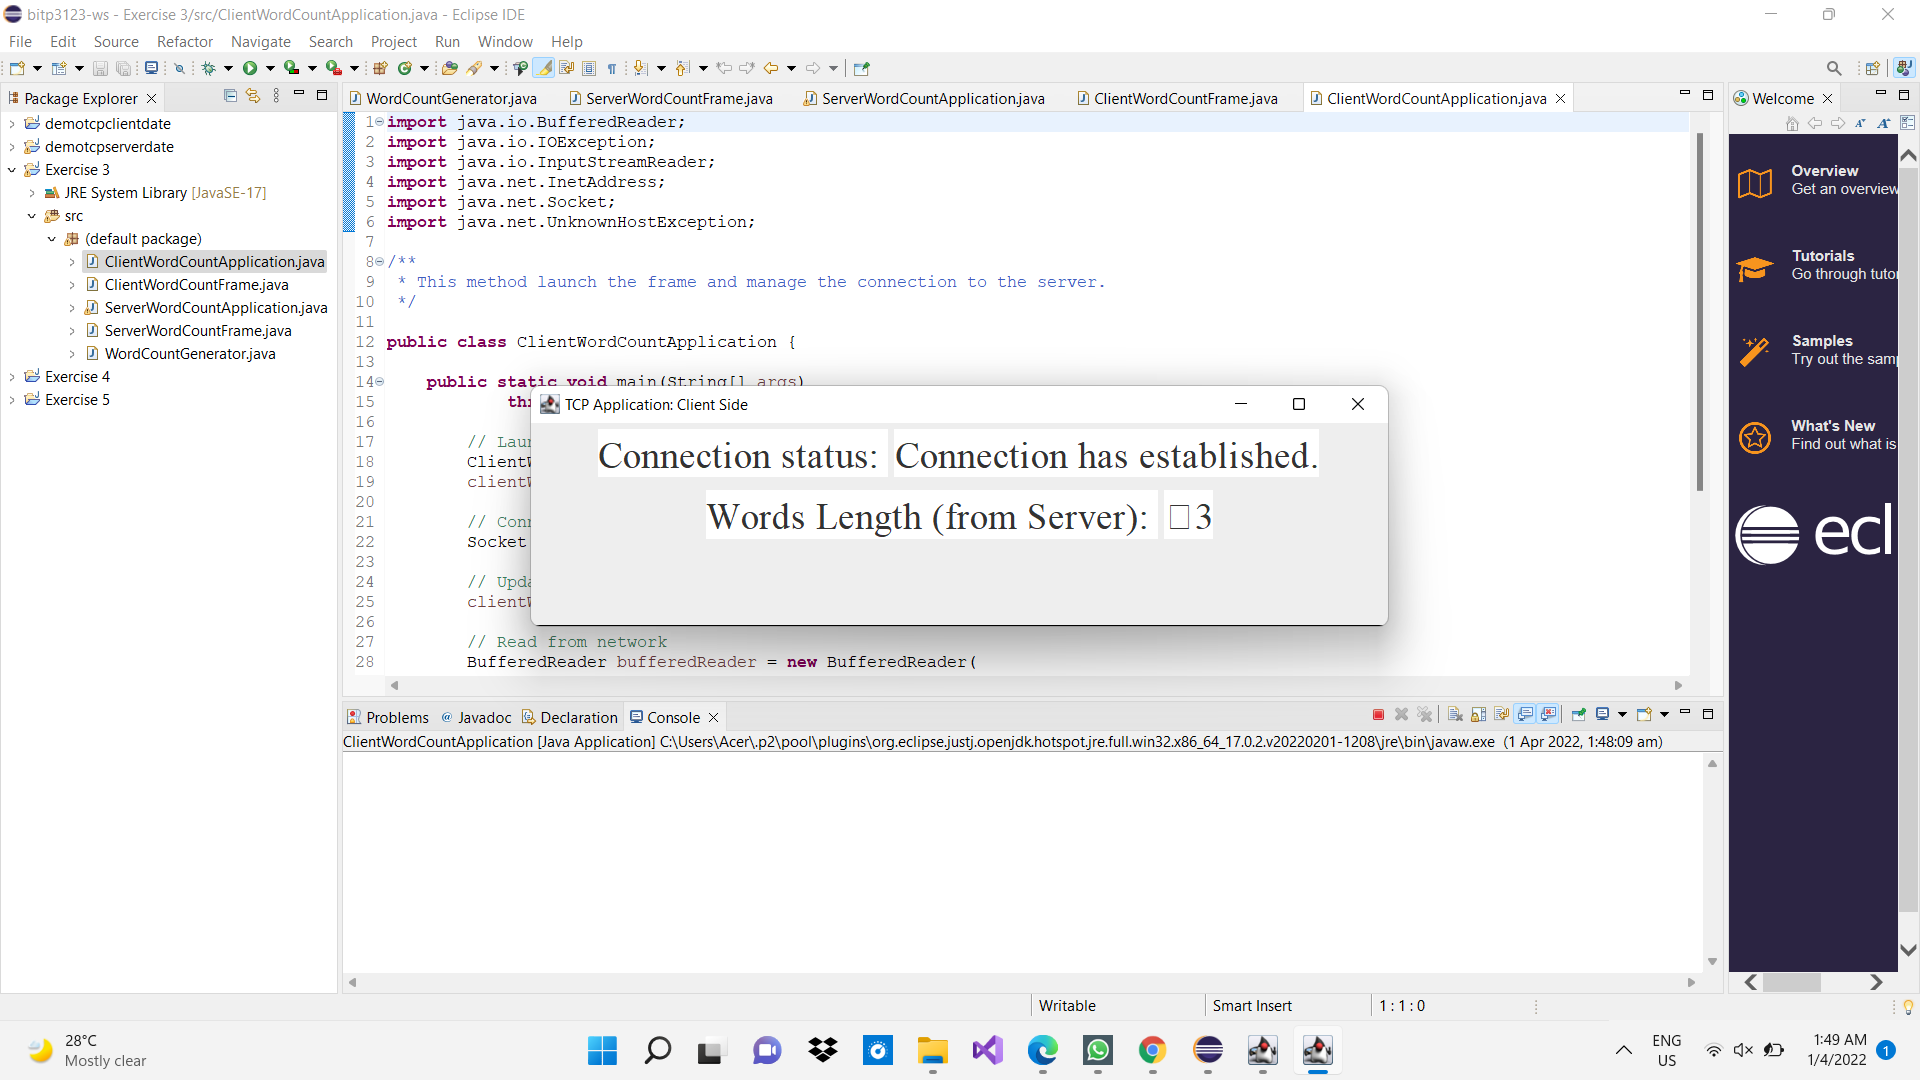 bitp3123-ws - Exercise 3/src/ClientWordCountApplication.java - Eclipse IDE
File Edit Source Refactor Navigate Search Project Run Window Help
Package Explorer
demotcpclientdate
demotcpserverdate
Exercise 3
JRE System Library [JavaSE-17]
src
(default package)
ClientWordCountApplication.java
ClientWordCountFrame.java
ServerWordCountApplication.java
ServerWordCountFrame.java
WordCountGenerator.java
Exercise 4
Exercise 5
WordCountGenerator.java ServerWordCountFrame.java ServerWordCountApplication.java ClientWordCountFrame.java ClientWordCountApplication.java
1 import java.io.BufferedReader;
2 import java.io.IOException;
3 import java.io.InputStreamReader;
4 import java.net.InetAddress;
5 import java.net.Socket;
6 import java.net.UnknownHostException;
7
8 /**
9 * This method launch the frame and manage the connection to the server.
10 */
11
12 public class ClientWordCountApplication {
13
14 public static void main(String[] args)
15
16
17 //
18
19
20
21 //
22 Socket
23
24 //
25
26
27 // Read from network
28 BufferedReader bufferedReader = new BufferedReader(
TCP Application: Client Side
Connection status: Connection has established.
Words Length (from Server): □3
Problems Javadoc Declaration Console
ClientWordCountApplication [Java Application] C:\Users\Acer\.p2\pool\plugins\org.eclipse.justj.openjdk.hotspot.jre.full.win32.x86_64_17.0.2.v20220201-1208\jre\bin\javaw.exe (1 Apr 2022, 1:48:09 am)
Welcome
Overview
Get an overview
Tutorials
Go through
Samples
Try out the
What's New
Find out what is
ecl
Writable Smart Insert 1 : 1 : 0
28°C
Mostly clear
ENG
US
1:49 AM
1/4/2022
1